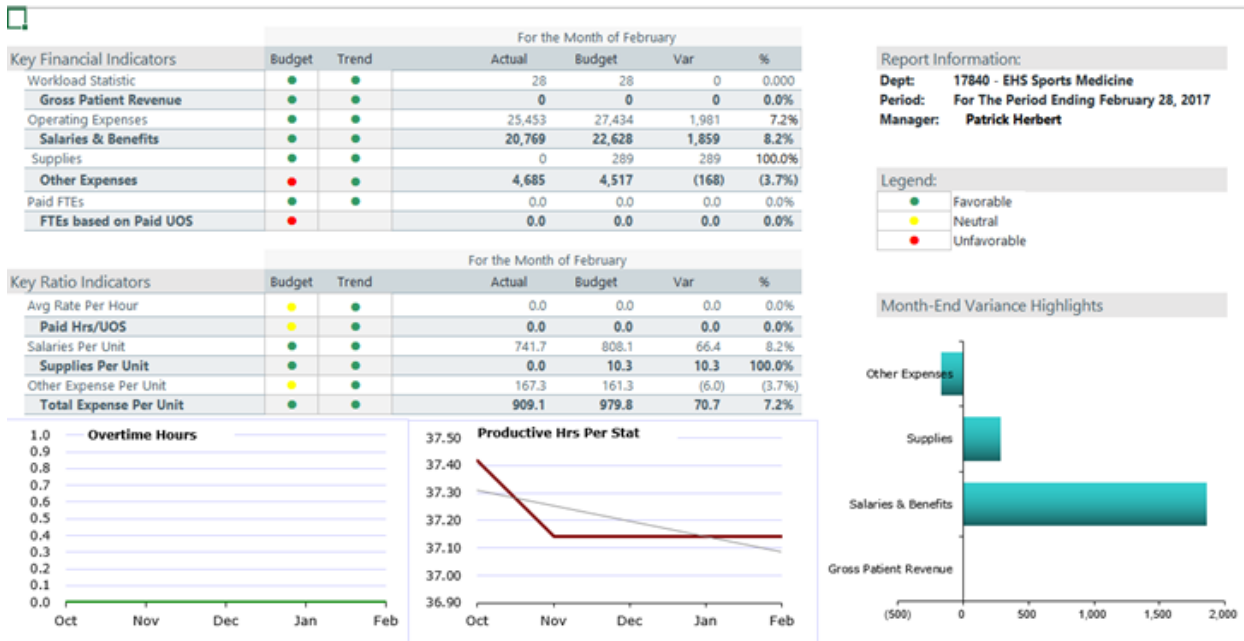 For the Month of February
Key Financial Indicators Budget Trend Actual Budget Var %
Workload Statistic 28 28 0 0.000
Gross Patient Revenue 0 0 0 0.0%
Operating Expenses 25,453 27,434 1,981 7.2%
Salaries & Benefits 20,769 22,628 1,859 8.2%
Supplies 0 289 289 100.0%
Other Expenses 4,685 4,517 (168) (3.7%)
Paid FTEs 0.0 0.0 0.0 0.0%
FTEs based on Paid UOS 0.0 0.0 0.0 0.0%
For the Month of February
Key Ratio Indicators Budget Trend Actual Budget Var %
Avg Rate Per Hour 0.0 0.0 0.0 0.0%
Paid Hrs/UOS 0.0 0.0 0.0 0.0%
Salaries Per Unit 741.7 808.1 66.4 8.2%
Supplies Per Unit 0.0 10.3 10.3 100.0%
Other Expense Per Unit 167.3 161.3 (6.0) (3.7%)
Total Expense Per Unit 909.1 979.8 70.7 7.2%
Report Information:
Dept: 17840 - EHS Sports Medicine
Period: For The Period Ending February 28, 2017
Manager: Patrick Herbert
Legend:
Favorable
Neutral
Unfavorable
Month-End Variance Highlights
Other Expenses
Supplies
Salaries & Benefits
Gross Patient Revenue
(500) 0 500 1,000 1,500 2,000
Overtime Hours
1.0
0.9
0.8
0.7
0.6
0.5
0.4
0.3
0.2
0.1
0.0
Oct Nov Dec Jan Feb
Productive Hrs Per Stat
37.50
37.40
37.30
37.20
37.10
37.00
36.90
Oct Nov Dec Jan Feb